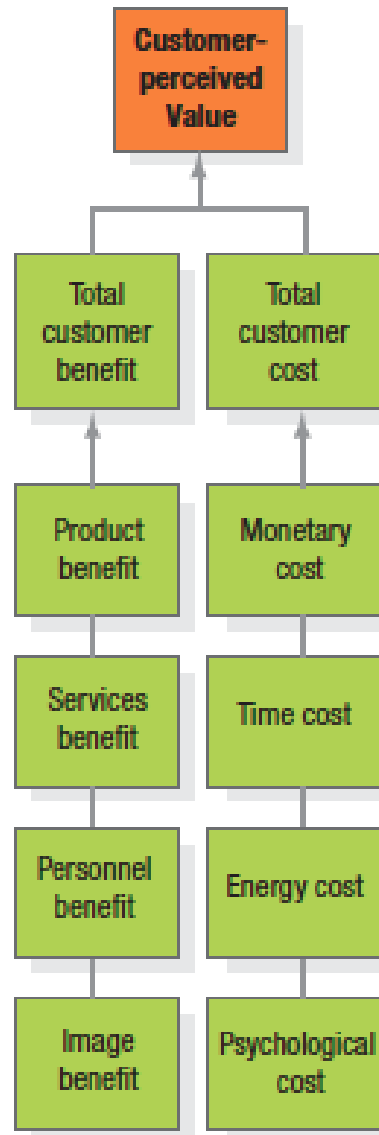 Customer-
perceived
Value
Total
customer
benefit
Total
customer
cost
Product
benefit
Monetary
cost
Services
benefit
Time cost
Personnel
benefit
Energy cost
Image
benefit
Psychological
cost